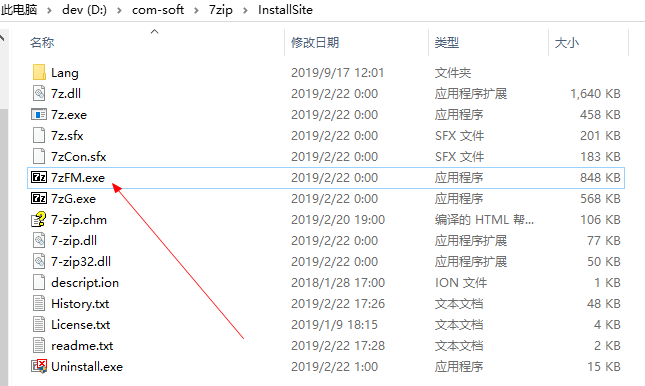 此电脑 › dev (D:) › com-soft › 7zip › InstallSite
名称 修改日期 类型 大小
Lang 2019/9/17 12:01 文件夹
7z.dll 2019/2/22 0:00 应用程序扩展 1,640 KB
7z.exe 2019/2/22 0:00 应用程序 458 KB
7z.sfx 2019/2/22 0:00 SFX 文件 201 KB
7zCon.sfx 2019/2/22 0:00 SFX 文件 183 KB
7zFM.exe 2019/2/22 0:00 应用程序 848 KB
7zG.exe 2019/2/22 0:00 应用程序 568 KB
7-zip.chm 2019/2/20 19:00 编译的 HTML 帮... 106 KB
7-zip.dll 2019/2/22 0:00 应用程序扩展 77 KB
7-zip32.dll 2019/2/22 0:00 应用程序扩展 50 KB
descript.ion 2018/1/28 17:00 ION 文件 1 KB
History.txt 2019/2/22 17:26 文本文档 48 KB
License.txt 2019/1/9 18:15 文本文档 4 KB
readme.txt 2019/2/22 17:28 文本文档 2 KB
Uninstall.exe 2019/2/22 1:00 应用程序 15 KB